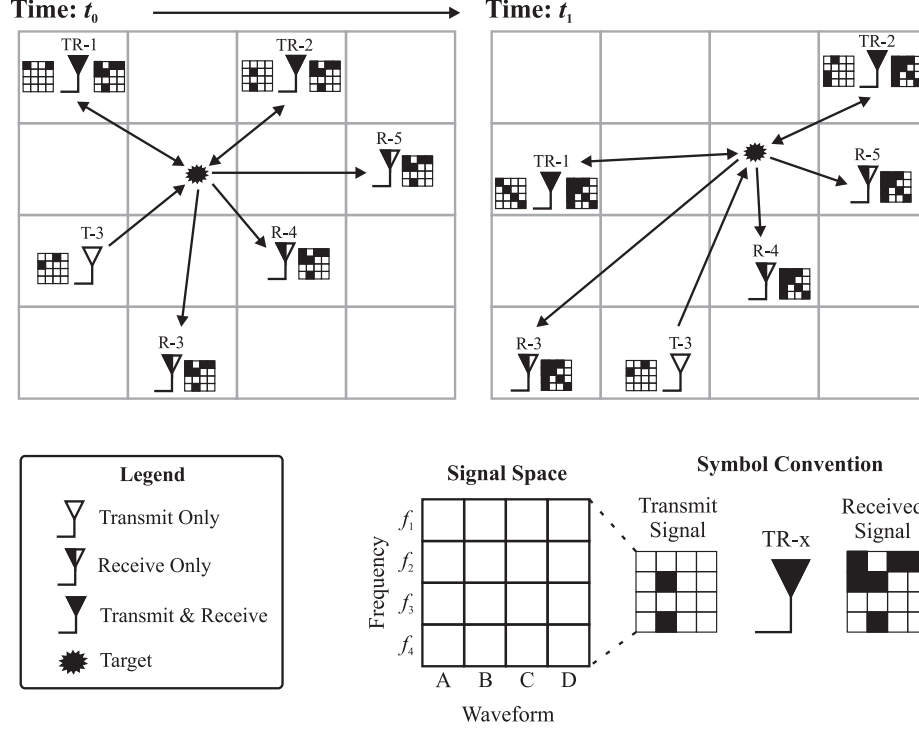 Time: t₀
Time: t₁
TR-1
TR-2
R-5
T-3
R-4
R-3
TR-2
TR-1
R-5
R-4
R-3
T-3
Legend
Transmit Only
Receive Only
Transmit & Receive
Target
Signal Space
Frequency
f₁
f₂
f₃
f₄
A B C D
Waveform
Symbol Convention
Transmit
Signal
TR-x
Received
Signal